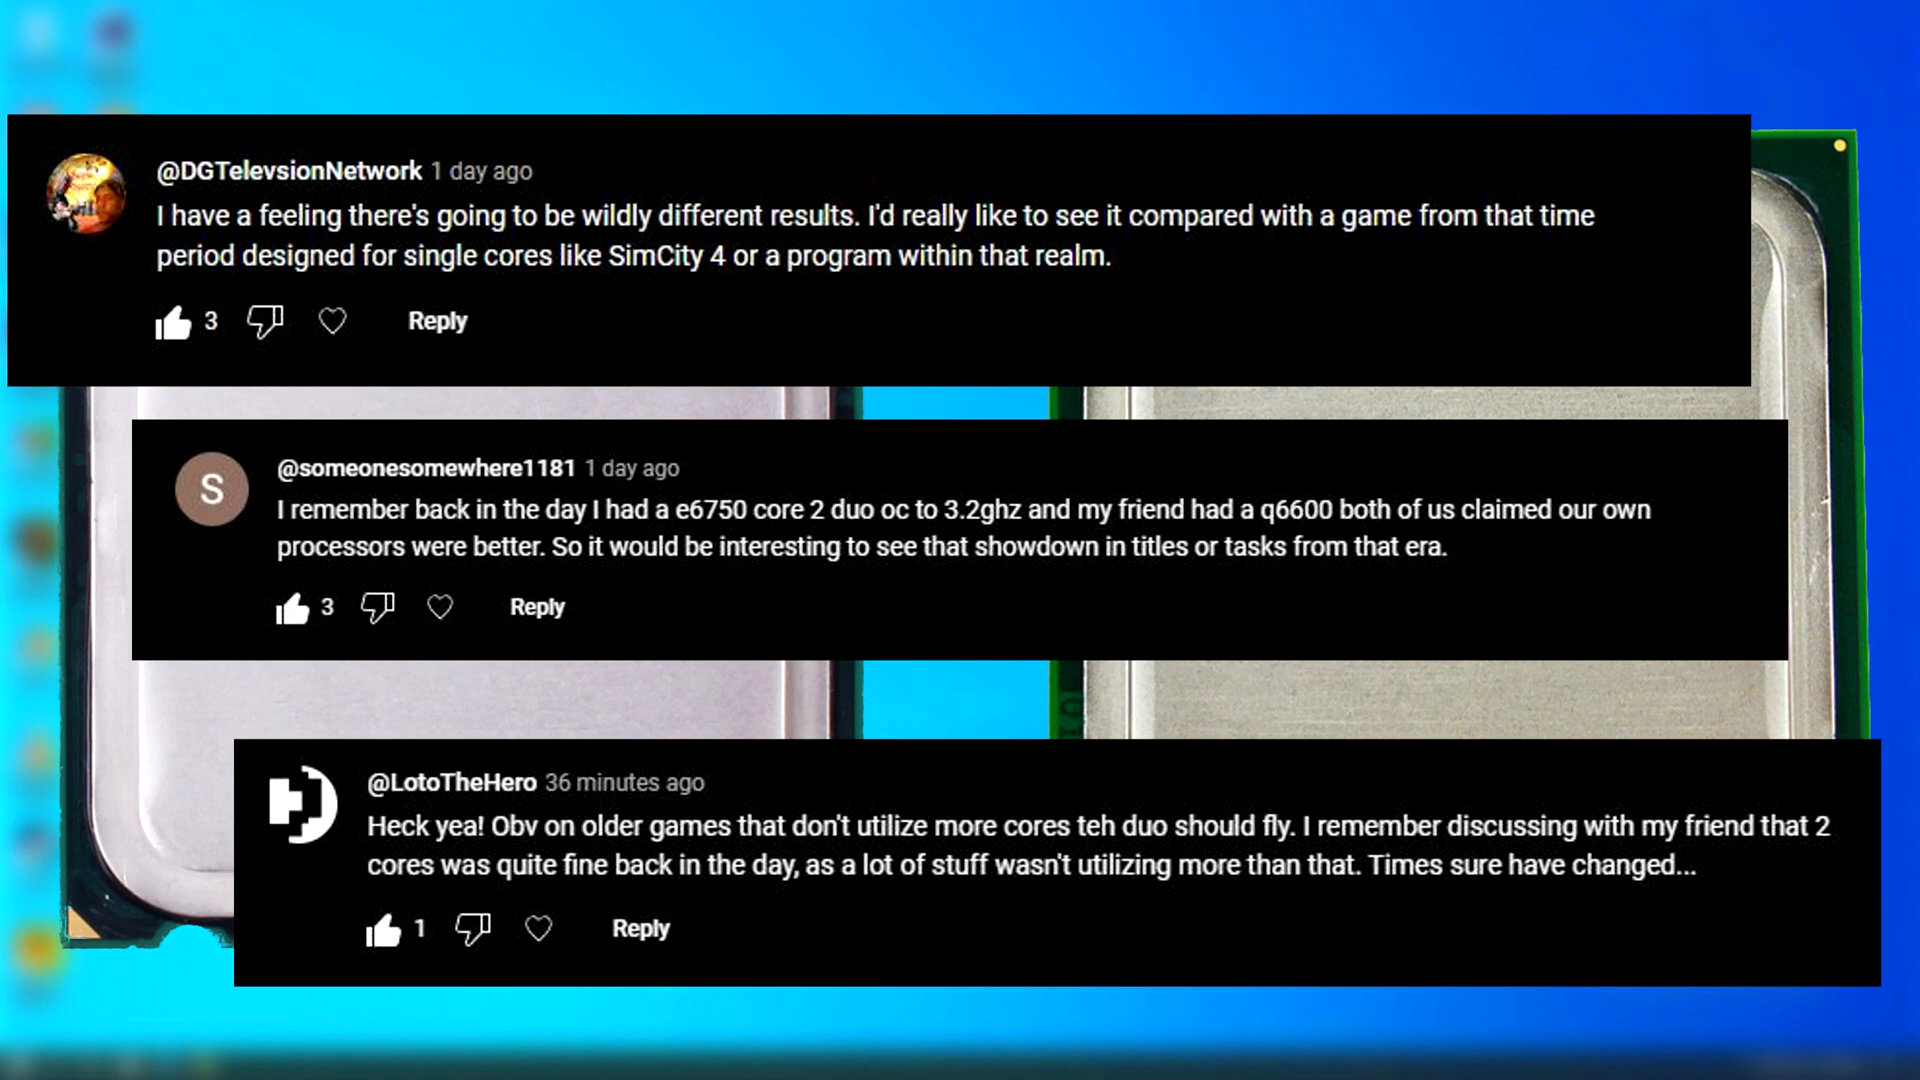 @DGTelevsionNetwork 1 day ago
I have a feeling there's going to be wildly different results. I'd really like to see it compared with a game from that time
period designed for single cores like SimCity 4 or a program within that realm.
3 Reply
S
@someonesomewhere1181 1 day ago
I remember back in the day I had a e6750 core 2 duo oc to 3.2ghz and my friend had a q6600 both of us claimed our own
processors were better. So it would be interesting to see that showdown in titles or tasks from that era.
3 Reply
@LotoTheHero 36 minutes ago
Heck yea! Obv on older games that don't utilize more cores teh duo should fly. I remember discussing with my friend that 2
cores was quite fine back in the day, as a lot of stuff wasn't utilizing more than that. Times sure have changed...
1 Reply